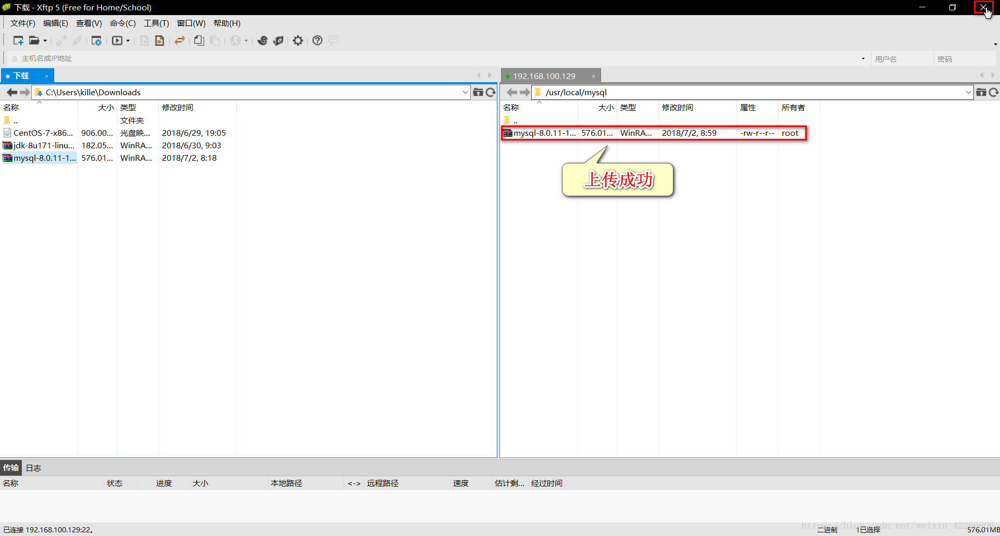 下载 - Xftp 5 (Free for Home/School)
文件(F) 编辑(E) 查看(V) 命令(C) 工具(T) 窗口(W) 帮助(H)
主机名或IP地址 用户名 密码
下载
192.168.100.129
C:\Users\kille\Downloads
/usr/local/mysql
名称 大小 类型 修改时间
.. 文件夹
CentOS-7-x86... 906.00... 光盘映... 2018/6/29, 19:05
jdk-8u171-linu... 182.05... WinRA... 2018/6/30, 9:03
mysql-8.0.11-1... 576.01... WinRA... 2018/7/2, 8:18
名称 大小 类型 修改时间 属性 所有者
..
mysql-8.0.11-1... 576.01... WinRA... 2018/7/2, 8:59 -rw-r--r-- root
上传成功
传输 日志
名称 状态 进度 大小 本地路径 <-> 远程路径 速度 估计剩... 经过时间
https://blog.csdn.net/weixin_42266606
已连接 192.168.100.129:22。 二进制 1已选择 576.01MB